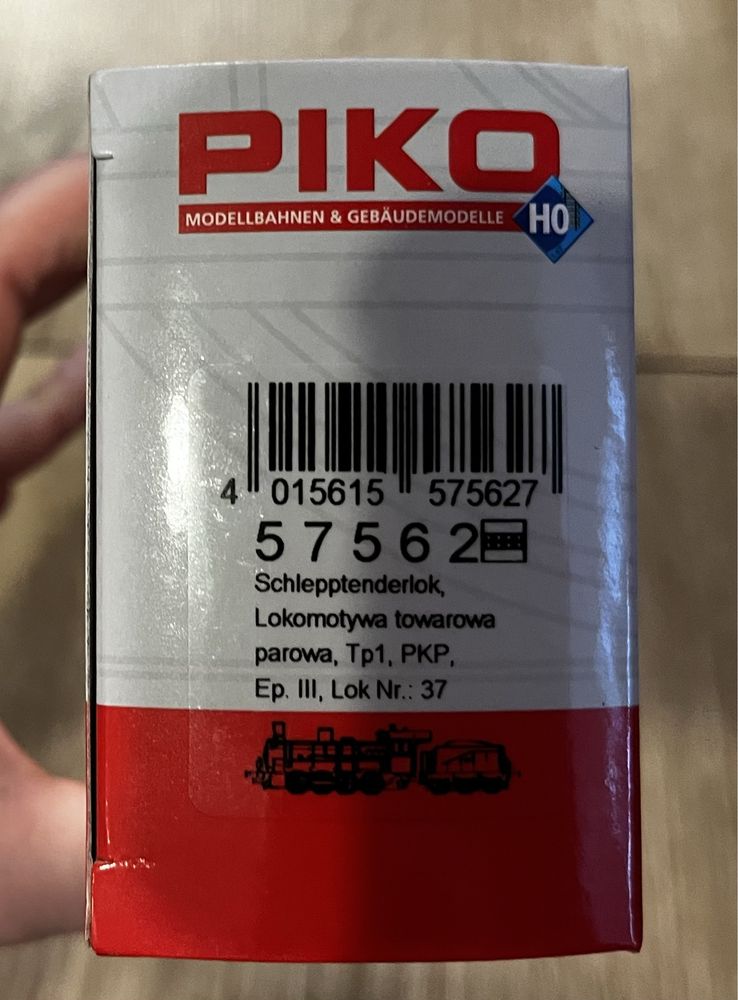 PIKO
MODELLBAHNEN & GEBÄUDEMODELLE
H0
4 015615 575627
57562
Schlepptenderlok,
Lokomotywa towarowa
parowa, Tp1, PKP,
Ep. III, Lok Nr.: 37